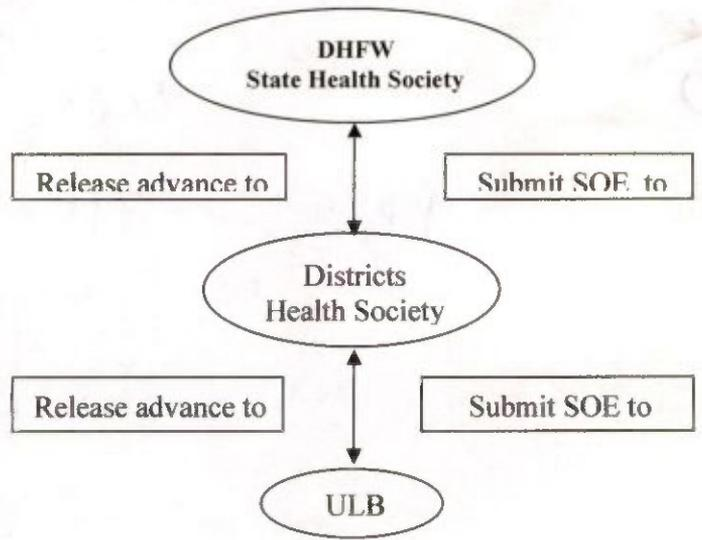 DHFW
State Health Society
Release advance to
Submit SOE to
Districts
Health Society
Release advance to
Submit SOE to
ULB